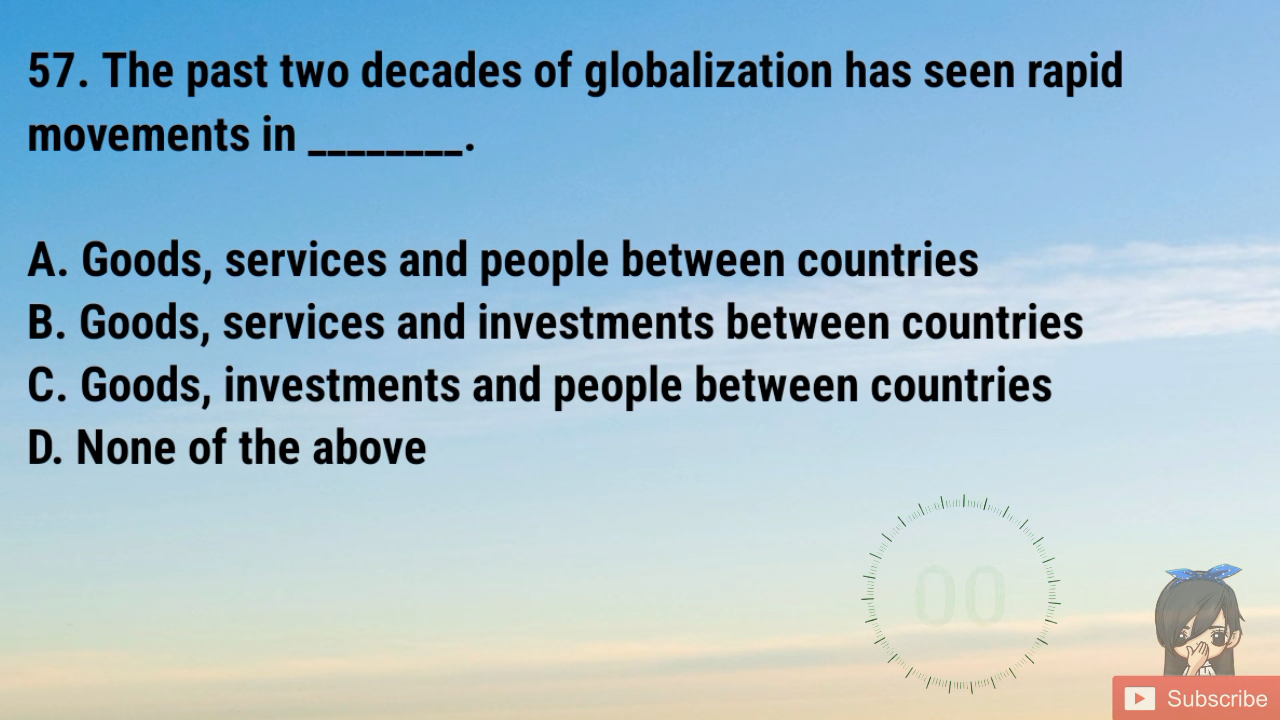 57. The past two decades of globalization has seen rapid
movements in ________.
A. Goods, services and people between countries
B. Goods, services and investments between countries
C. Goods, investments and people between countries
D. None of the above
00
Subscribe